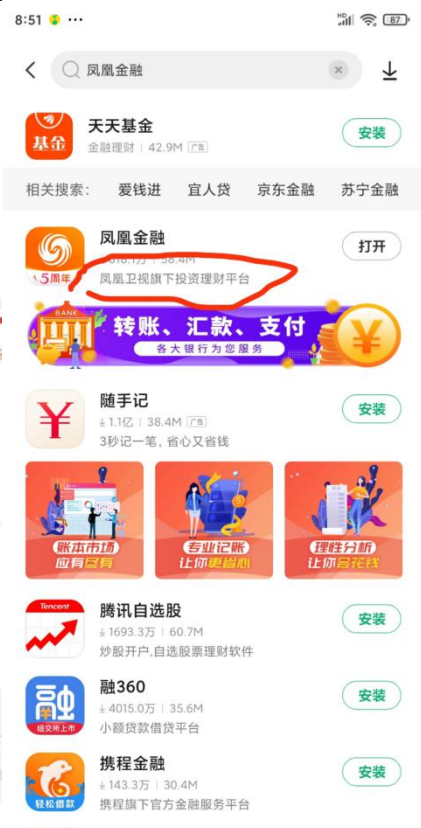 8:51
HD
87
凤凰金融
基金
天天基金
金融理财 | 42.9M 广告
安装
相关搜索： 爱钱进 宜人贷 京东金融 苏宁金融
凤凰金融
38.4M
打开
5周年
凤凰卫视旗下投资理财平台
BANK
转账、汇款、支付
各大银行为您服务
随手记
1.1亿 | 38.4M 广告
3秒记一笔，省心又省钱
安装
账本市场
应有尽有
专业记账
让你更省心
理性分析
让你会花钱
Tencent
腾讯自选股
1693.3万 | 60.7M
炒股开户,自选股票理财软件
安装
融
纽交所上市
融360
4015.0万 | 35.6M
小额贷款借贷平台
安装
轻松借款
携程金融
143.3万 | 30.4M
携程旗下官方金融服务平台
安装